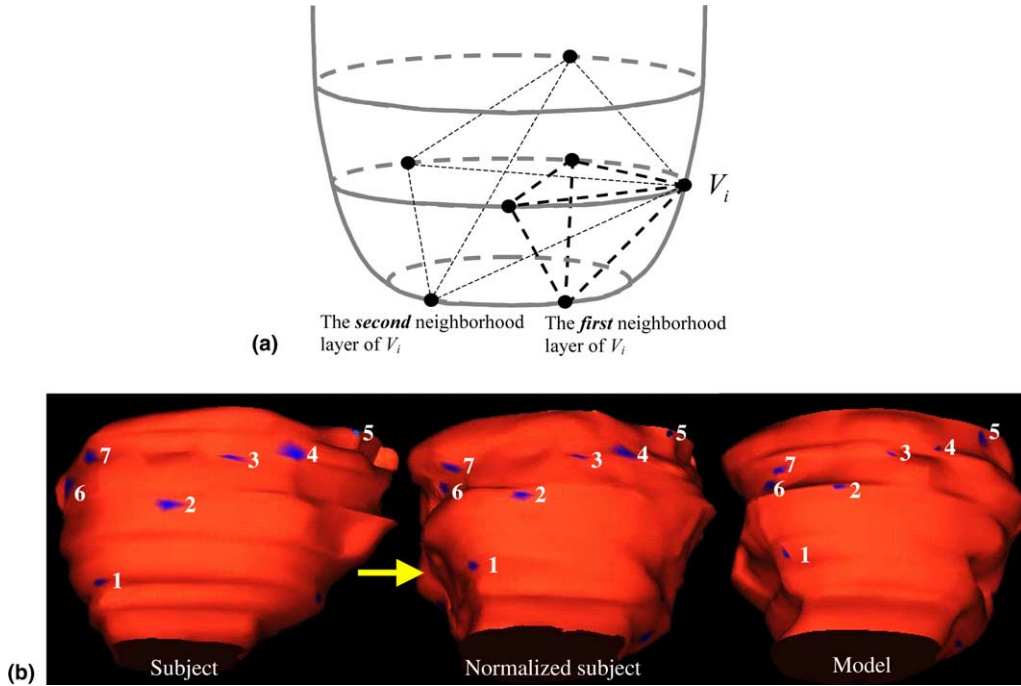 V_i
The second neighborhood
layer of V_i
The first neighborhood
layer of V_i
(a)
5
7
3
4
6
2
1
Subject
5
7
3
4
6
2
1
Normalized subject
5
4
3
7
6
2
1
Model
(b)